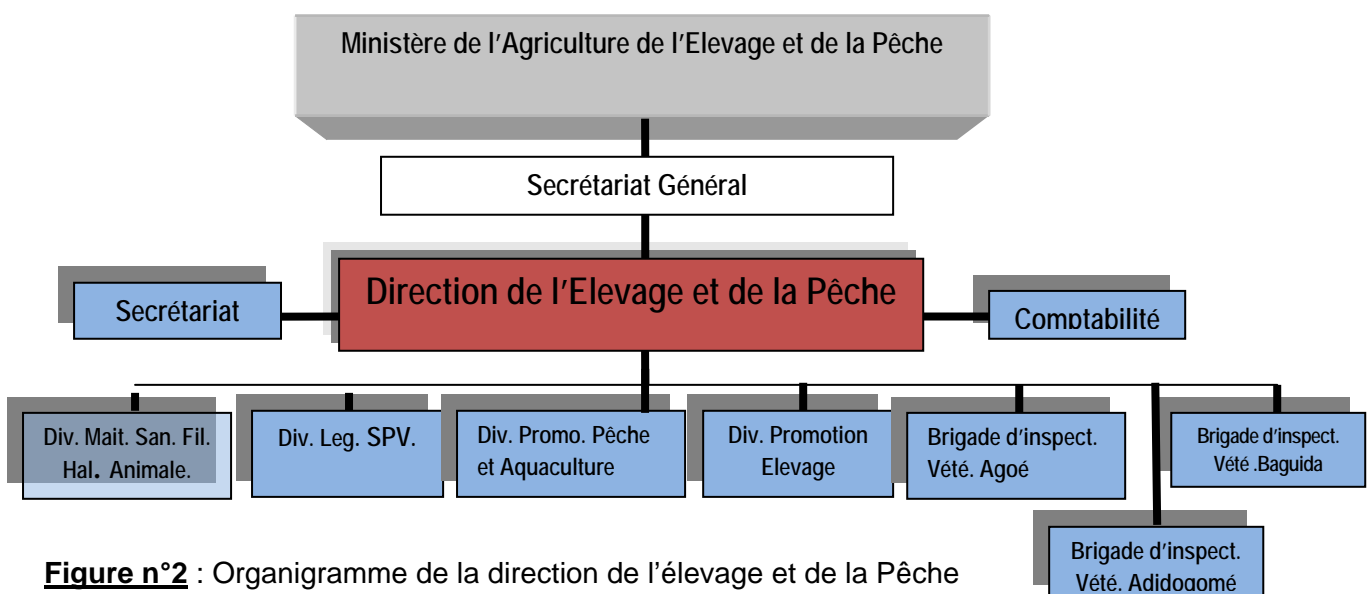 Ministère de l'Agriculture de l'Elevage et de la Pêche
Secrétariat Général
Direction de l'Elevage et de la Pêche
Secrétariat
Comptabilité
Div. Mait. San. Fil.
Hal. Animale.
Div. Leg. SPV.
Div. Promo. Pêche
et Aquaculture
Div. Promotion
Elevage
Brigade d'inspect.
Vété. Agoé
Brigade d'inspect.
Vété .Baguida
Brigade d'inspect.
Vété. Adidogomé
Figure n°2 : Organigramme de la direction de l'élevage et de la Pêche